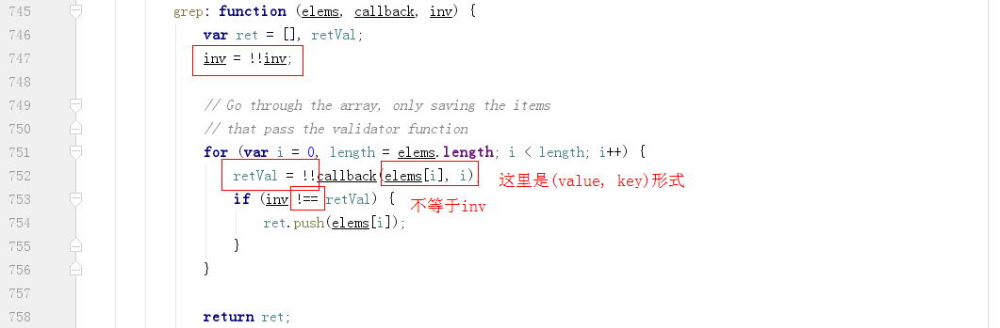 745 grep: function (elems, callback, inv) {
746 var ret = [], retVal;
747 inv = !!inv;
748
749 // Go through the array, only saving the items
750 // that pass the validator function
751 for (var i = 0, length = elems.length; i < length; i++) {
752 retVal = !!callback(elems[i], i) 这里是(value, key)形式
753 if (inv !== retVal) { 不等于inv
754 ret.push(elems[i]);
755 }
756 }
757
758 return ret;